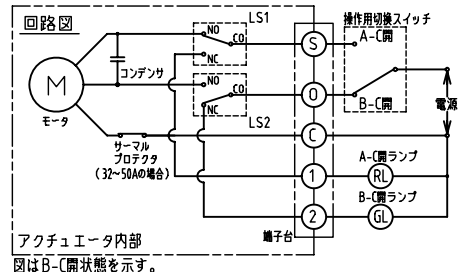 回路図
LS1
操作用切換スイッチ
NO
CO
S
A-C開
コンデンサ
NC
M
NO
CO
O
B-C開
電源
モータ
NC
LS2
C
サーマル
プロテクタ
(32~50Aの場合)
A-C開ランプ
1
RL
B-C開ランプ
2
GL
アクチュエータ内部
端子台
図はB-C開状態を示す。